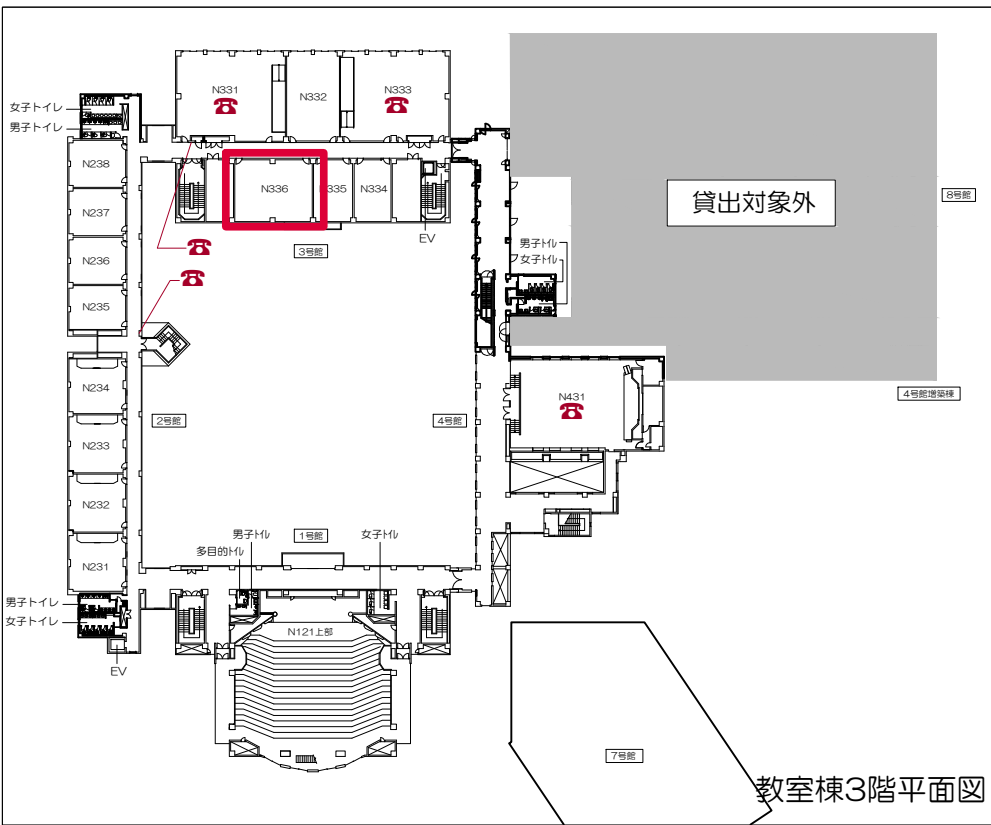 N331
N332
N333
女子トイレ
男子トイレ
N238
N336
N335
N334
貸出対象外
8号館
N237
EV
3号館
男子トイレ
女子トイレ
N236
N235
N234
N431
4号館増築棟
2号館
4号館
N233
N232
男子トイレ
1号館
女子トイレ
多目的トイレ
N231
男子トイレ
女子トイレ
N121上部
EV
7号館
教室棟3階平面図